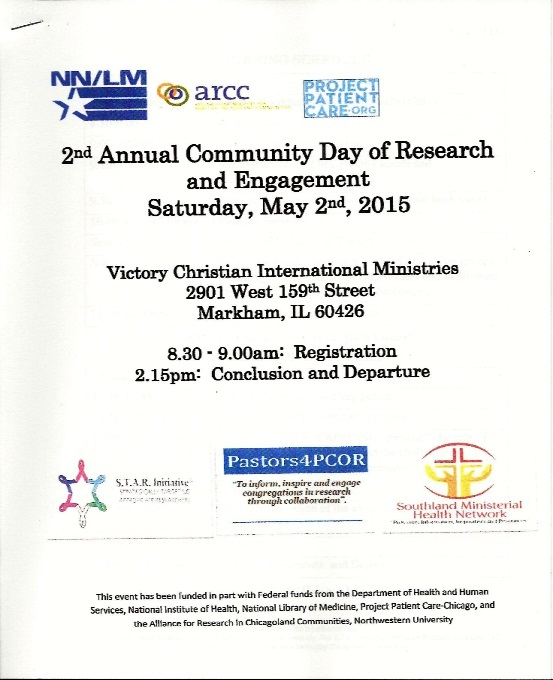 NN/LM
arcc
PROJECT
PATIENT
CARE.ORG
2nd Annual Community Day of Research
and Engagement
Saturday, May 2nd, 2015
Victory Christian International Ministries
2901 West 159th Street
Markham, IL 60426
8.30 - 9.00am: Registration
2.15pm: Conclusion and Departure
S.T.A.R. Initiative
Pastors4PCOR
"To inform, inspire and engage
congregations in research
through collaboration".
Southland Ministerial
Health Network
This event has been funded in part with Federal funds from the Department of Health and Human
Services, National Institute of Health, National Library of Medicine, Project Patient Care-Chicago, and
the Alliance for Research in Chicagoland Communities, Northwestern University